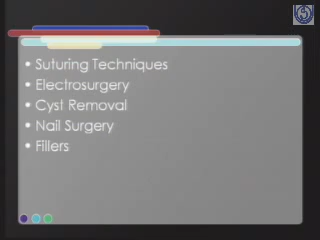 • Suturing Techniques
• Electrosurgery
• Cyst Removal
• Nail Surgery
• Fillers